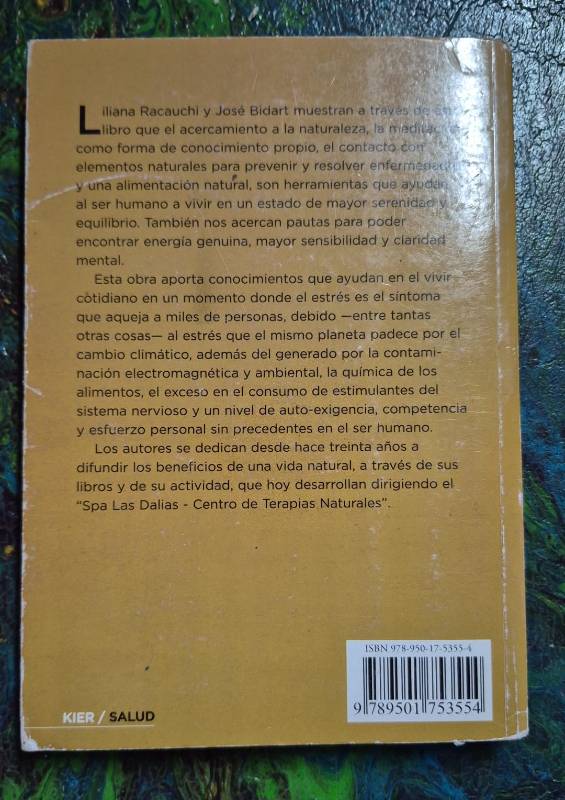 Liliana Racauchi y José Bidart muestran a través de este
libro que el acercamiento a la naturaleza, la meditación
como forma de conocimiento propio, el contacto con
elementos naturales para prevenir y resolver enfermedades
y una alimentación natural, son herramientas que ayudan
al ser humano a vivir en un estado de mayor serenidad y
equilibrio. También nos acercan pautas para poder
encontrar energía genuina, mayor sensibilidad y claridad
mental.
Esta obra aporta conocimientos que ayudan en el vivir
cotidiano en un momento donde el estrés es el síntoma
que aqueja a miles de personas, debido —entre tantas
otras cosas— al estrés que el mismo planeta padece por el
cambio climático, además del generado por la contami-
nación electromagnética y ambiental, la química de los
alimentos, el exceso en el consumo de estimulantes del
sistema nervioso y un nivel de auto-exigencia, competencia
y esfuerzo personal sin precedentes en el ser humano.
Los autores se dedican desde hace treinta años a
difundir los beneficios de una vida natural, a través de sus
libros y de su actividad, que hoy desarrollan dirigiendo el
“Spa Las Dalias - Centro de Terapias Naturales”.
ISBN 978-950-17-5355-4
9 789501 753554
KIER / SALUD